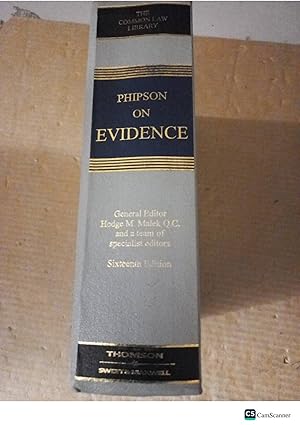 THE
COMMON LAW
LIBRARY
PHIPSON
ON
EVIDENCE
General Editor
Hodge M. Malek Q.C.
and a team of
specialist editors
Sixteenth Edition
THOMSON
SWEET & MAXWELL
CS CamScanner